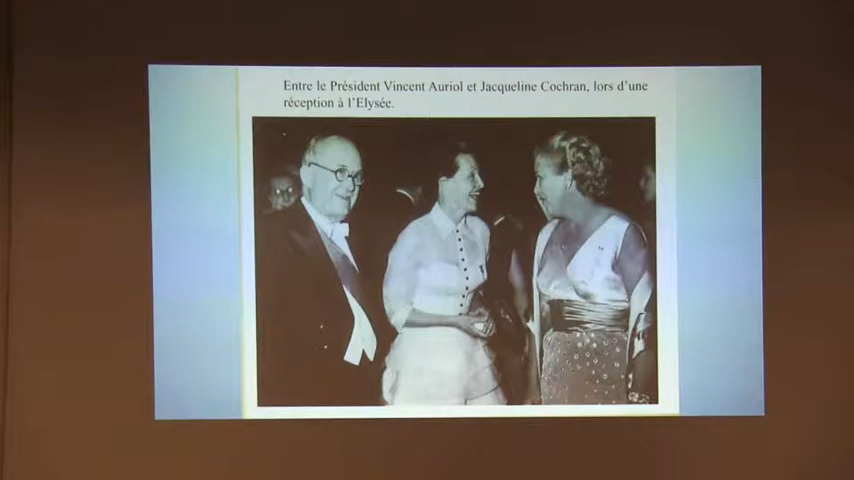 Entre le Président Vincent Auriol et Jacqueline Cochran, lors d'une
réception à l'Elysée.